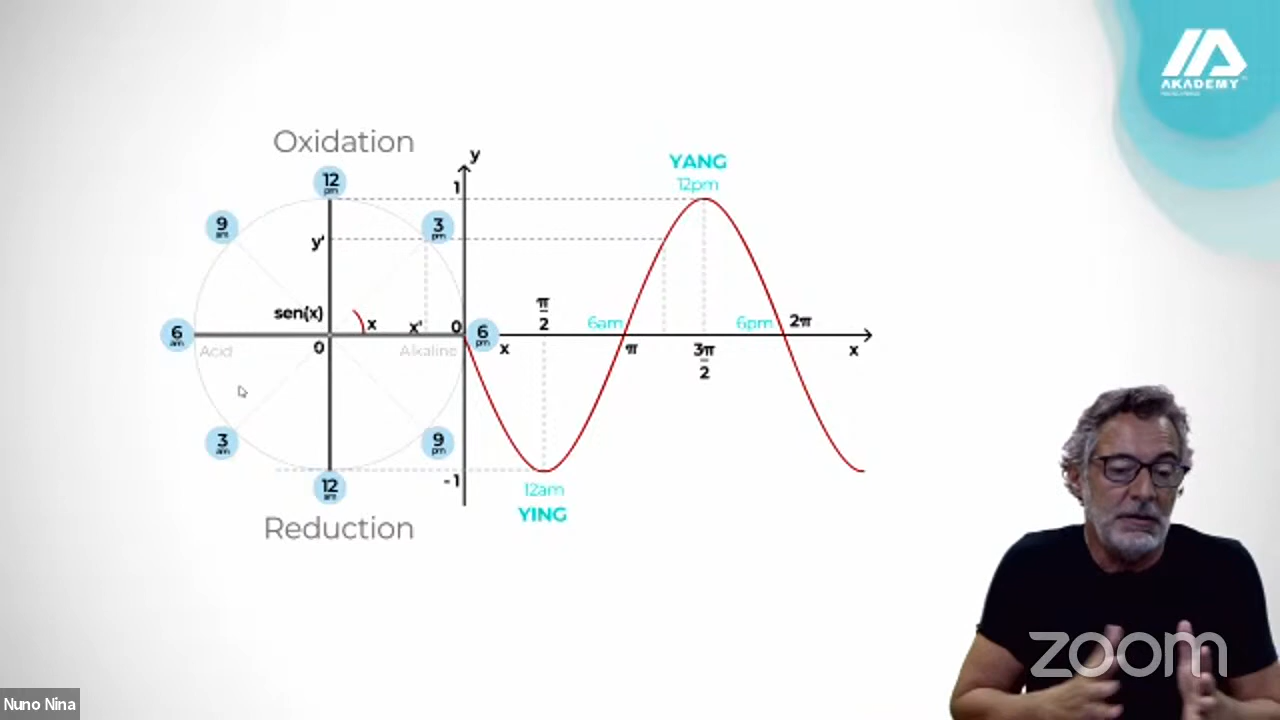 AKADEMY
Oxidation
y
YANG
12pm
12
pm
1
9
am
3
pm
y'
sen(x)
x
x'
0
π
2
6am
6pm
2π
6
am
6
pm
Acid
0
Alkaline
x
π
3π
2
x
3
am
9
pm
12
am
-1
12am
YING
Reduction
zoom
Nuno Nina